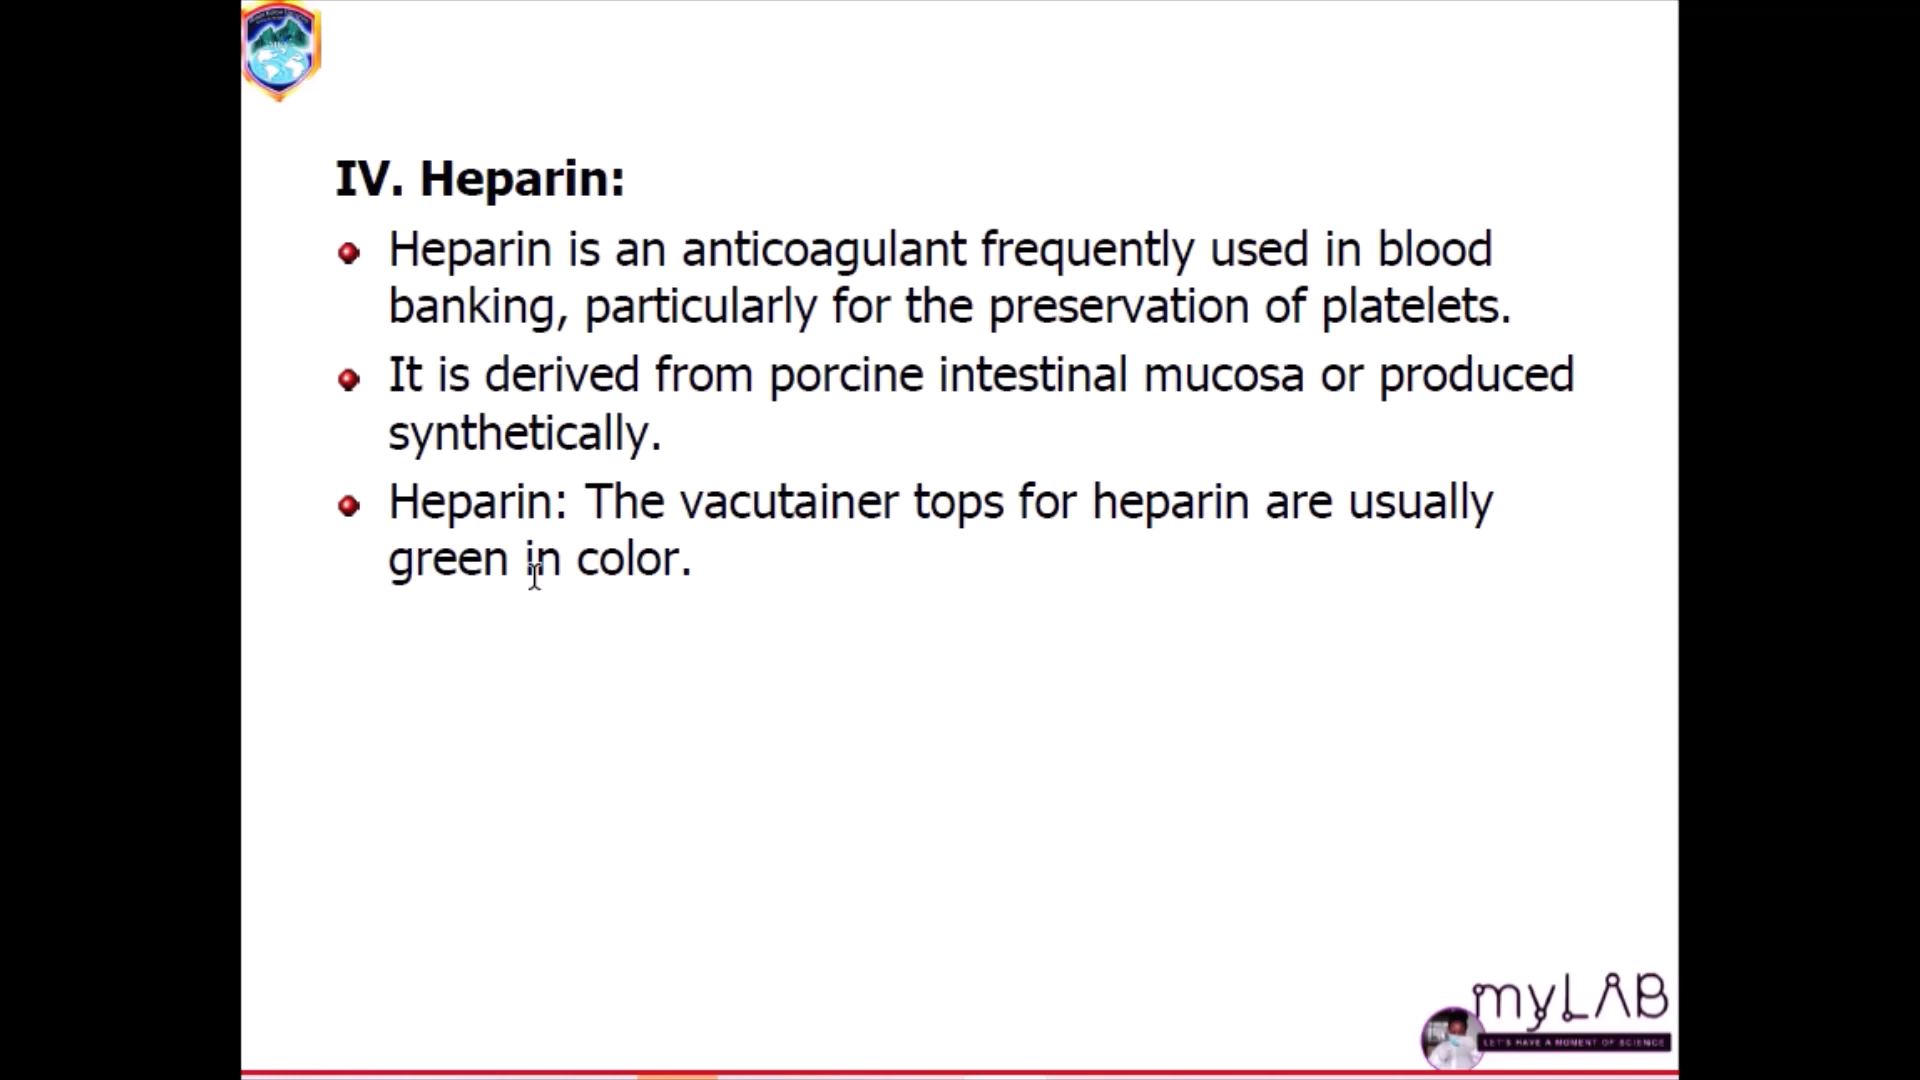 IV. Heparin:
Heparin is an anticoagulant frequently used in blood
banking, particularly for the preservation of platelets.
It is derived from porcine intestinal mucosa or produced
synthetically.
Heparin: The vacutainer tops for heparin are usually
green in color.
myLAB
LET'S HAVE A MOMENT OF SCIENCE